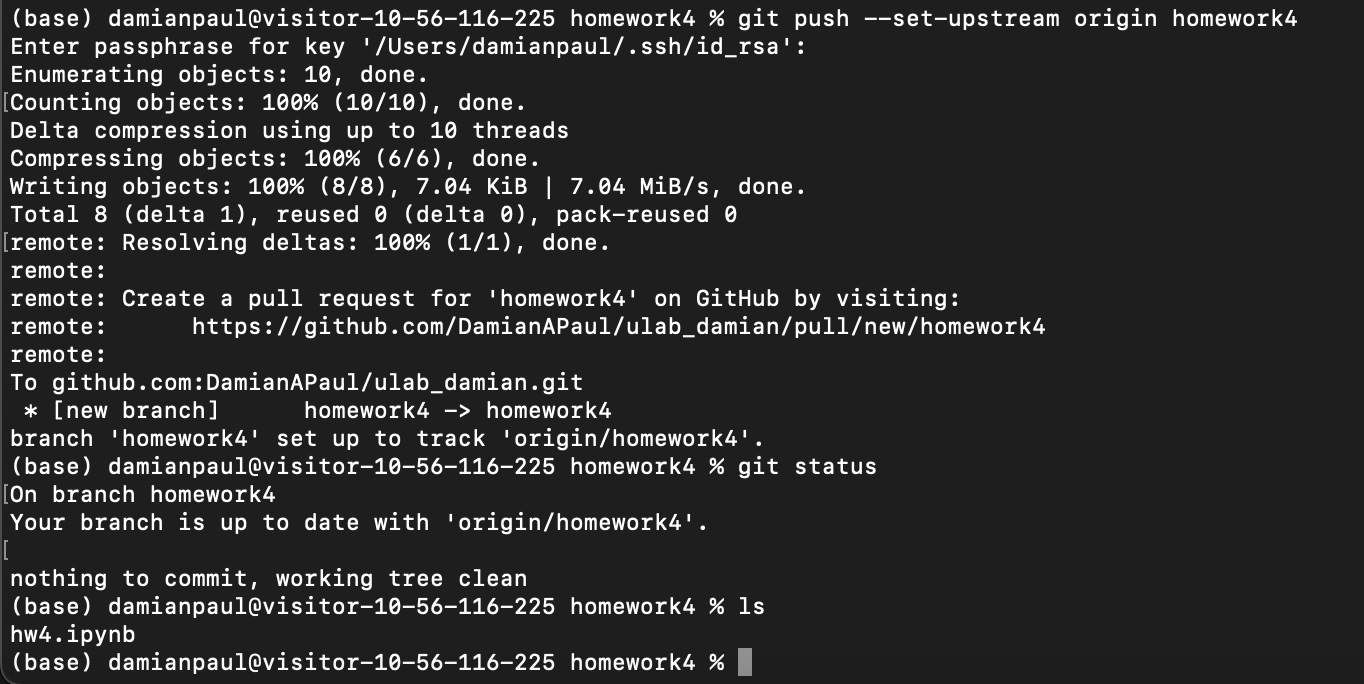 (base) damianpaul@visitor-10-56-116-225 homework4 % git push --set-upstream origin homework4
Enter passphrase for key '/Users/damianpaul/.ssh/id_rsa':
Enumerating objects: 10, done.
[Counting objects: 100% (10/10), done.
Delta compression using up to 10 threads
Compressing objects: 100% (6/6), done.
Writing objects: 100% (8/8), 7.04 KiB | 7.04 MiB/s, done.
Total 8 (delta 1), reused 0 (delta 0), pack-reused 0
[remote: Resolving deltas: 100% (1/1), done.
remote:
remote: Create a pull request for 'homework4' on GitHub by visiting:
remote:      https://github.com/DamianAPaul/ulab_damian/pull/new/homework4
remote:
To github.com:DamianAPaul/ulab_damian.git
 * [new branch]      homework4 -> homework4
branch 'homework4' set up to track 'origin/homework4'.
(base) damianpaul@visitor-10-56-116-225 homework4 % git status
[On branch homework4
Your branch is up to date with 'origin/homework4'.
[
nothing to commit, working tree clean
(base) damianpaul@visitor-10-56-116-225 homework4 % ls
hw4.ipynb
(base) damianpaul@visitor-10-56-116-225 homework4 %